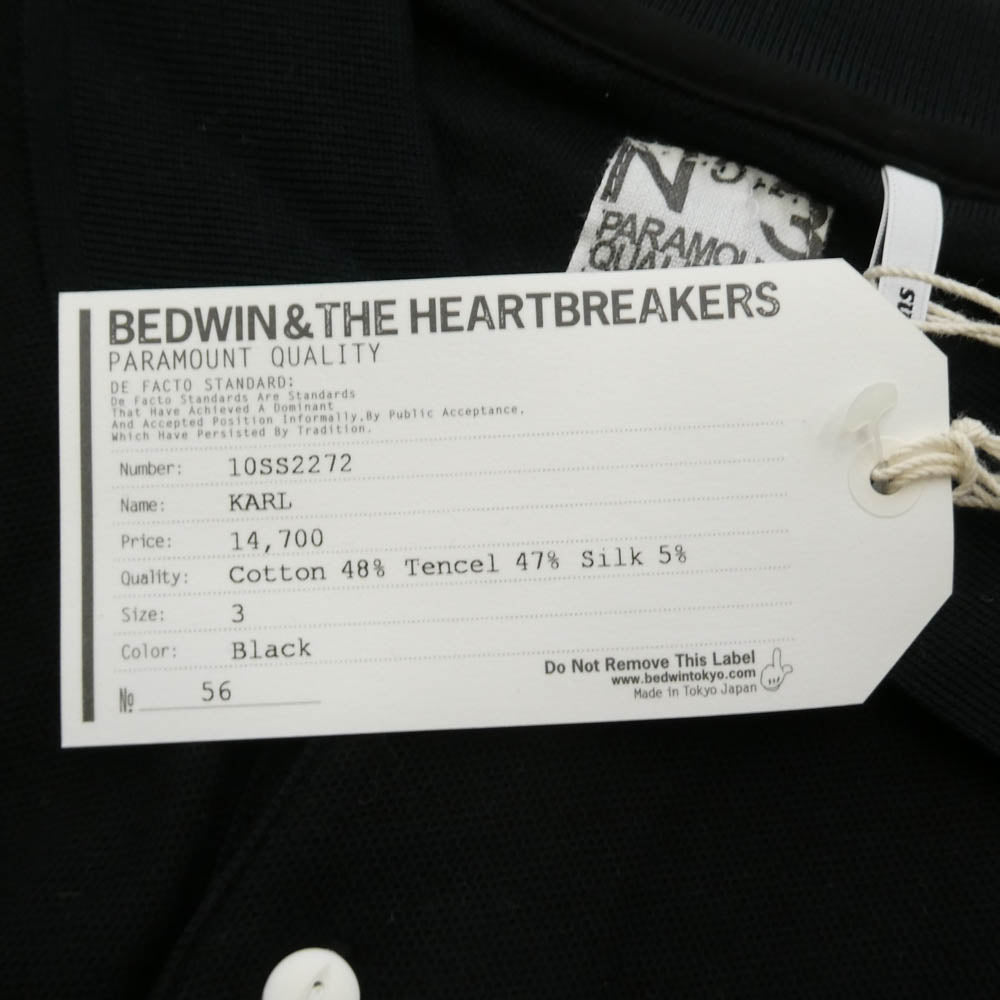 N
3
PARAMOU
BEDWIN & THE HEARTBREAKERS
PARAMOUNT QUALITY
DE FACTO STANDARD:
De Facto Standards Are Standards
That Have Achieved A Dominant
And Accepted Position Informally,By Public Acceptance,
Which Have Persisted By Tradition.
Number: 10SS2272
Name: KARL
Price: 14,700
Quality: Cotton 48% Tencel 47% Silk 5%
Size: 3
Color: Black
№ 56
Do Not Remove This Label
www.bedwintokyo.com
Made in Tokyo Japan